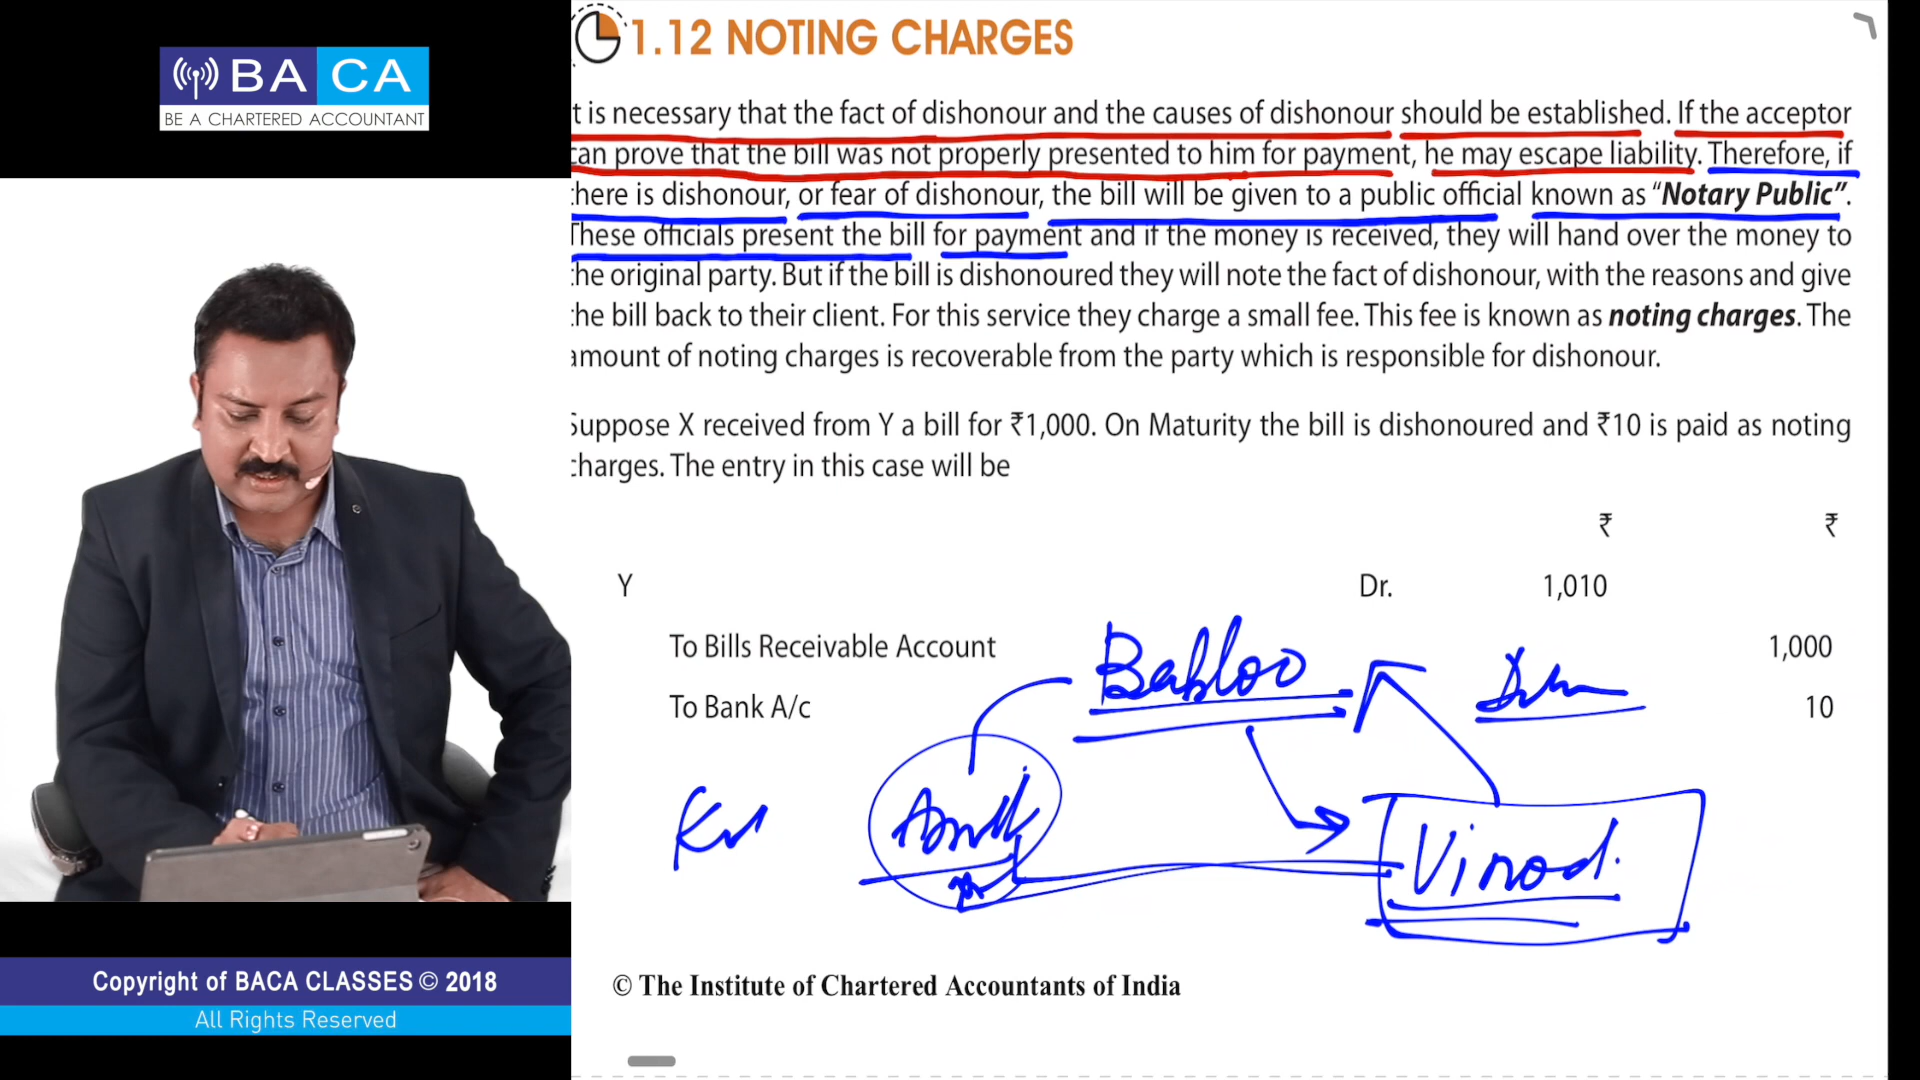 BA CA
BE A CHARTERED ACCOUNTANT
1.12 NOTING CHARGES
t is necessary that the fact of dishonour and the causes of dishonour should be established. If the acceptor
can prove that the bill was not properly presented to him for payment, he may escape liability. Therefore, if
there is dishonour, or fear of dishonour, the bill will be given to a public official known as “Notary Public”.
These officials present the bill for payment and if the money is received, they will hand over the money to
the original party. But if the bill is dishonoured they will note the fact of dishonour, with the reasons and give
the bill back to their client. For this service they charge a small fee. This fee is known as noting charges. The
amount of noting charges is recoverable from the party which is responsible for dishonour.
Suppose X received from Y a bill for ₹1,000. On Maturity the bill is dishonoured and ₹10 is paid as noting
charges. The entry in this case will be
₹ ₹
Y Dr. 1,010
To Bills Receivable Account 1,000
To Bank A/c 10
Babloo
Vinod.
© The Institute of Chartered Accountants of India
Copyright of BACA CLASSES © 2018
All Rights Reserved